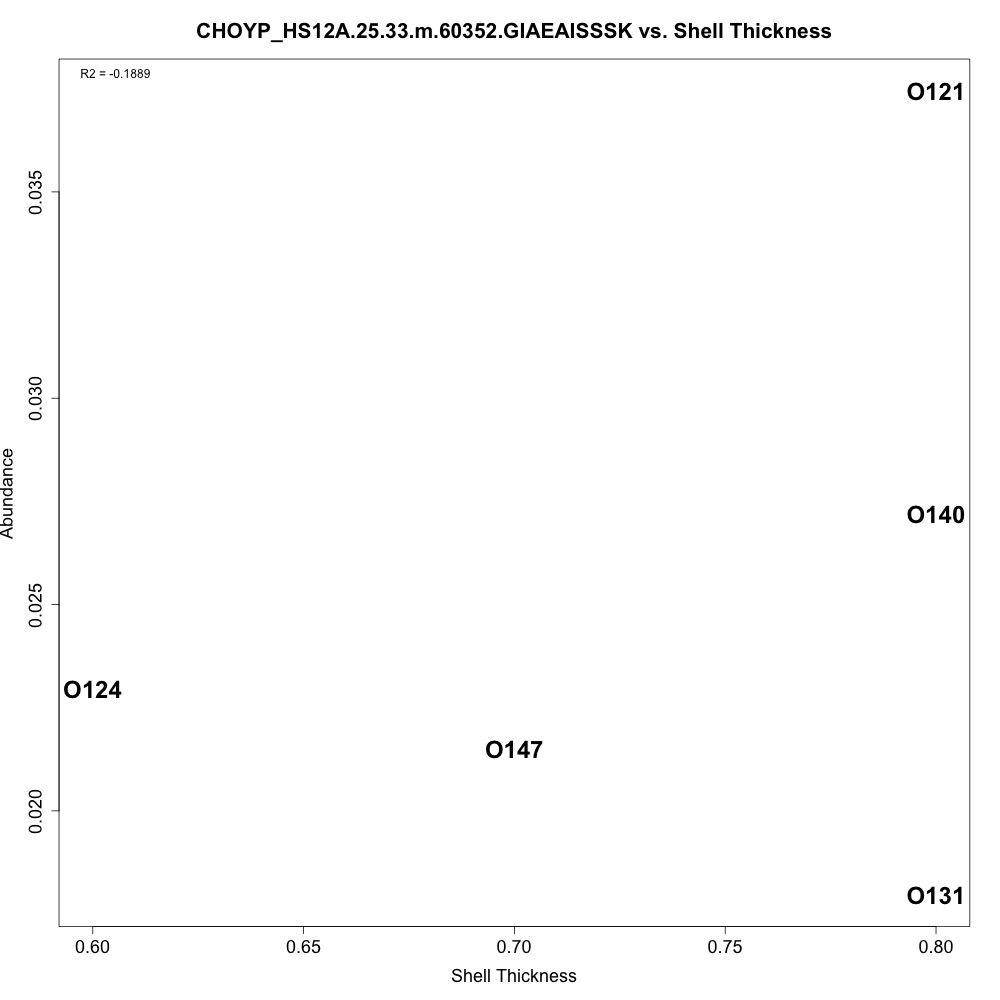 CHOYP_HS12A.25.33.m.60352.GIAEAISSSK vs. Shell Thickness
R2 = -0.1889
O121
0.035
0.030
Abundance
O140
0.025
O124
O147
0.020
O131
0.60 0.65 0.70 0.75 0.80
Shell Thickness